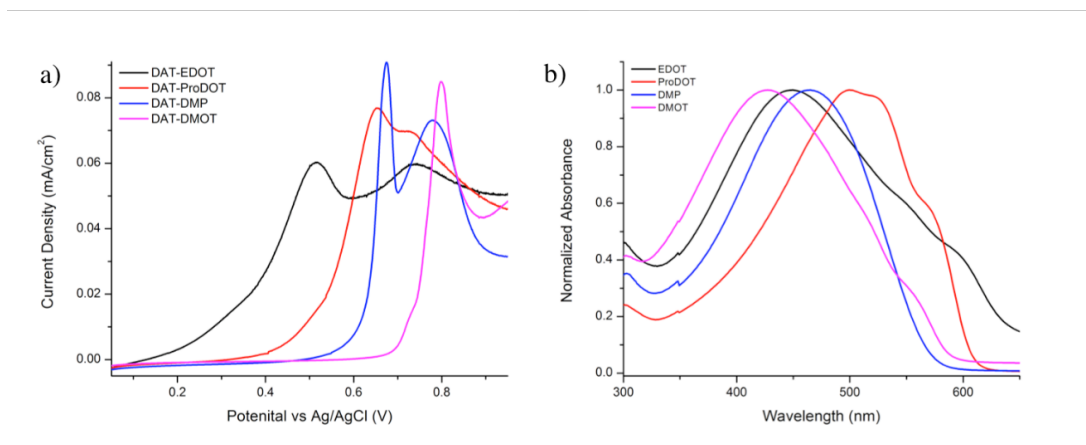 a)
DAT-EDOT
DAT-ProDOT
DAT-DMP
DAT-DMOT
0.08
0.06
0.04
0.02
0.00
Current Density (mA/cm²)
0.2 0.4 0.6 0.8
Potenital vs Ag/AgCl (V)
b)
EDOT
ProDOT
DMP
DMOT
1.0
0.8
0.6
0.4
0.2
0.0
Normalized Absorbance
300 400 500 600
Wavelength (nm)